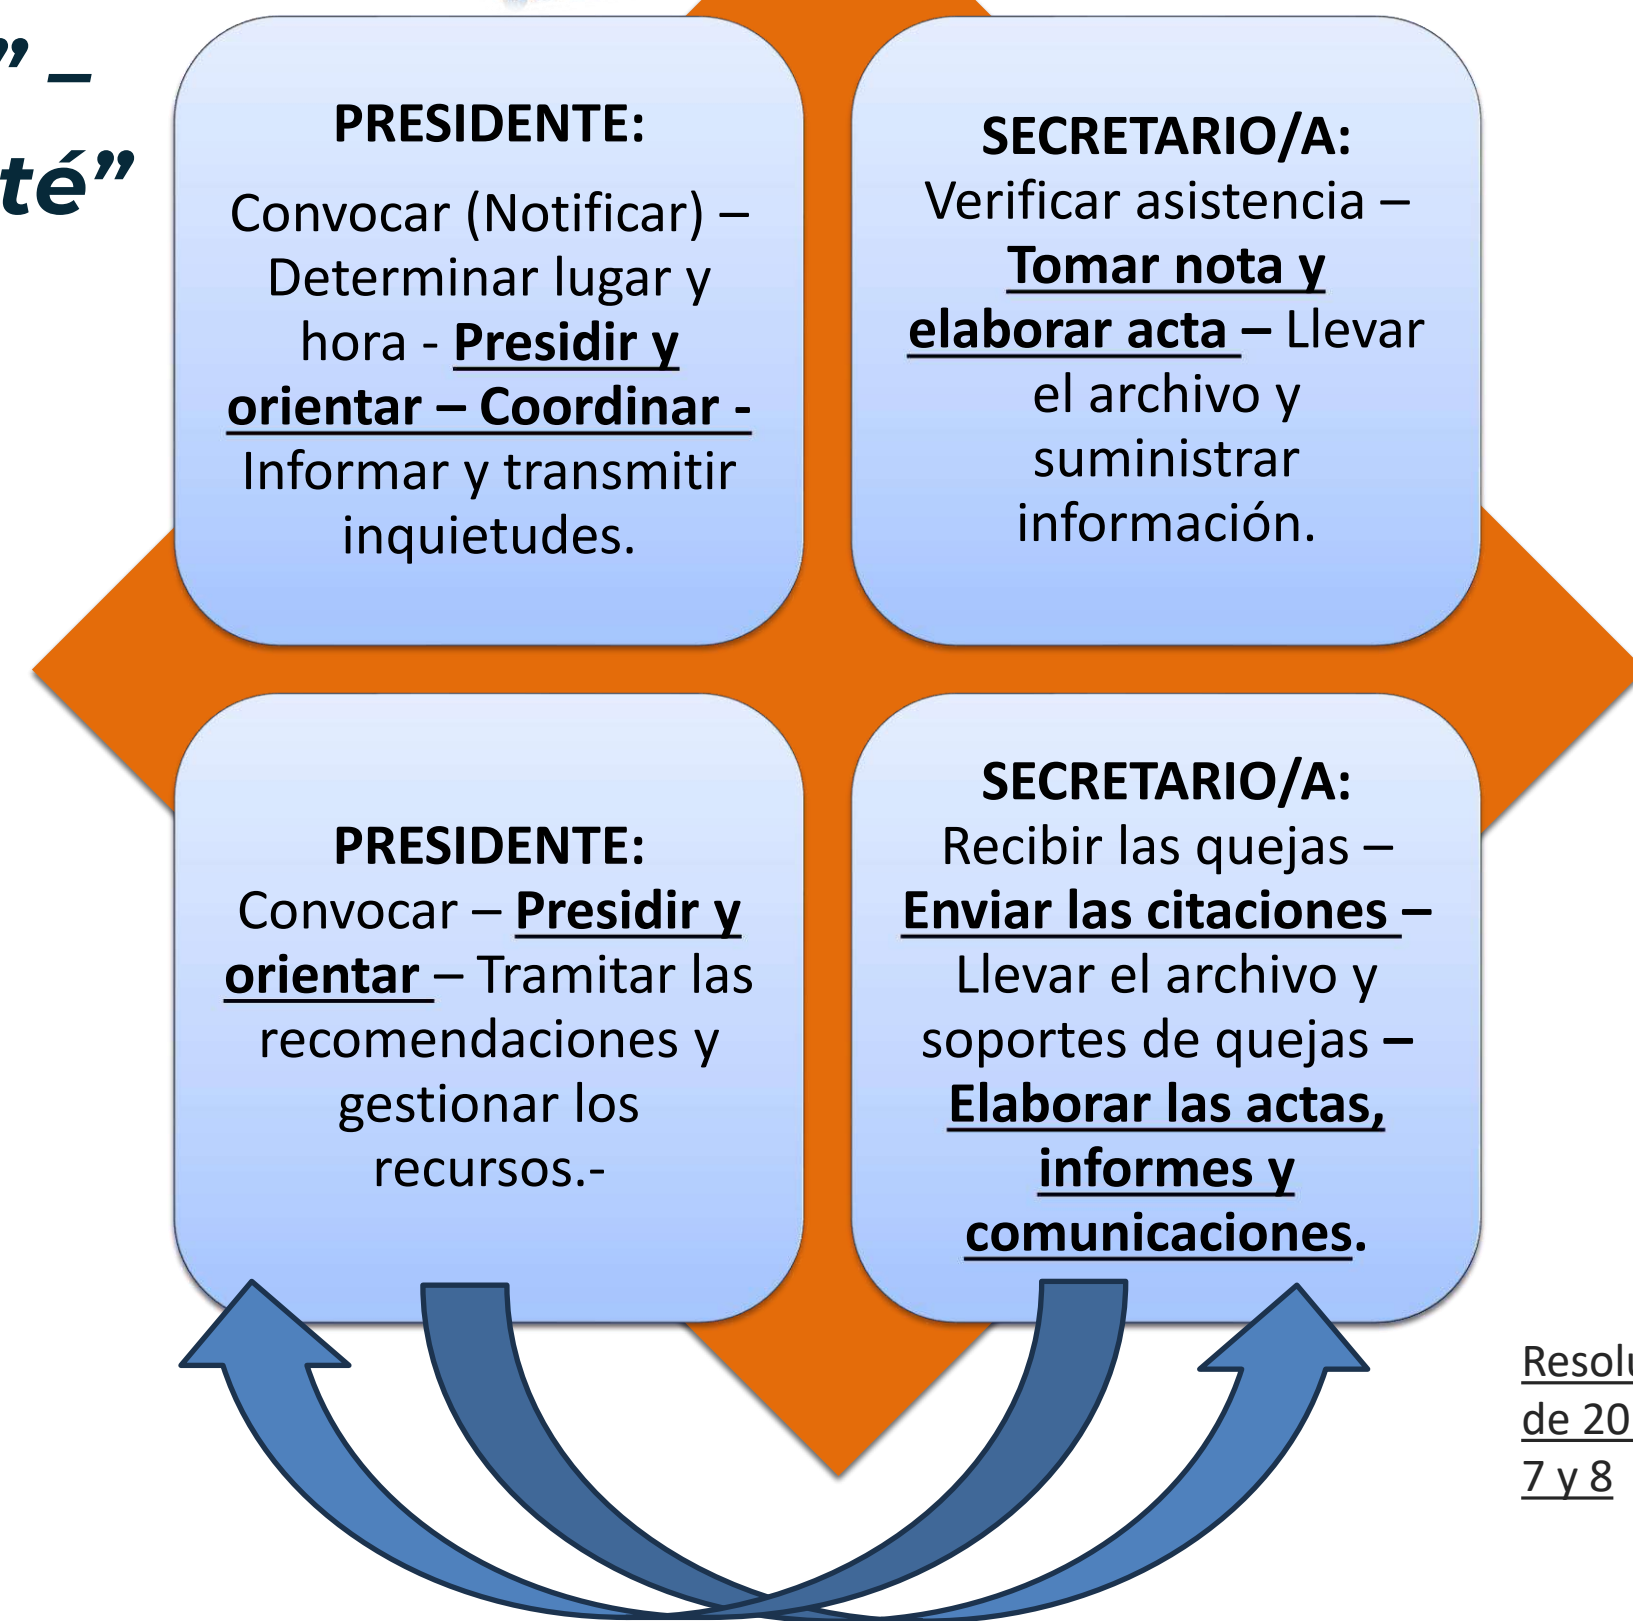 ” –
té”
PRESIDENTE:
Convocar (Notificar) –
Determinar lugar y
hora - Presidir y
orientar – Coordinar -
Informar y transmitir
inquietudes.
SECRETARIO/A:
Verificar asistencia –
Tomar nota y
elaborar acta – Llevar
el archivo y
suministrar
información.
PRESIDENTE:
Convocar – Presidir y
orientar – Tramitar las
recomendaciones y
gestionar los
recursos.-
SECRETARIO/A:
Recibir las quejas –
Enviar las citaciones –
Llevar el archivo y
soportes de quejas –
Elaborar las actas,
informes y
comunicaciones.
Resolu
de 20
7 y 8